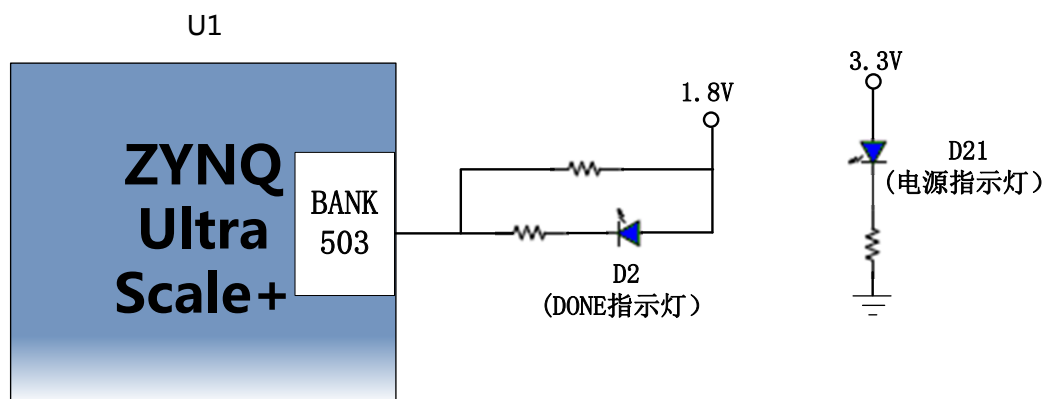 U1
ZYNQ
Ultra
Scale+
BANK
503
1.8V
D2
(DONE指示灯）
3.3V
D21
（电源指示灯）